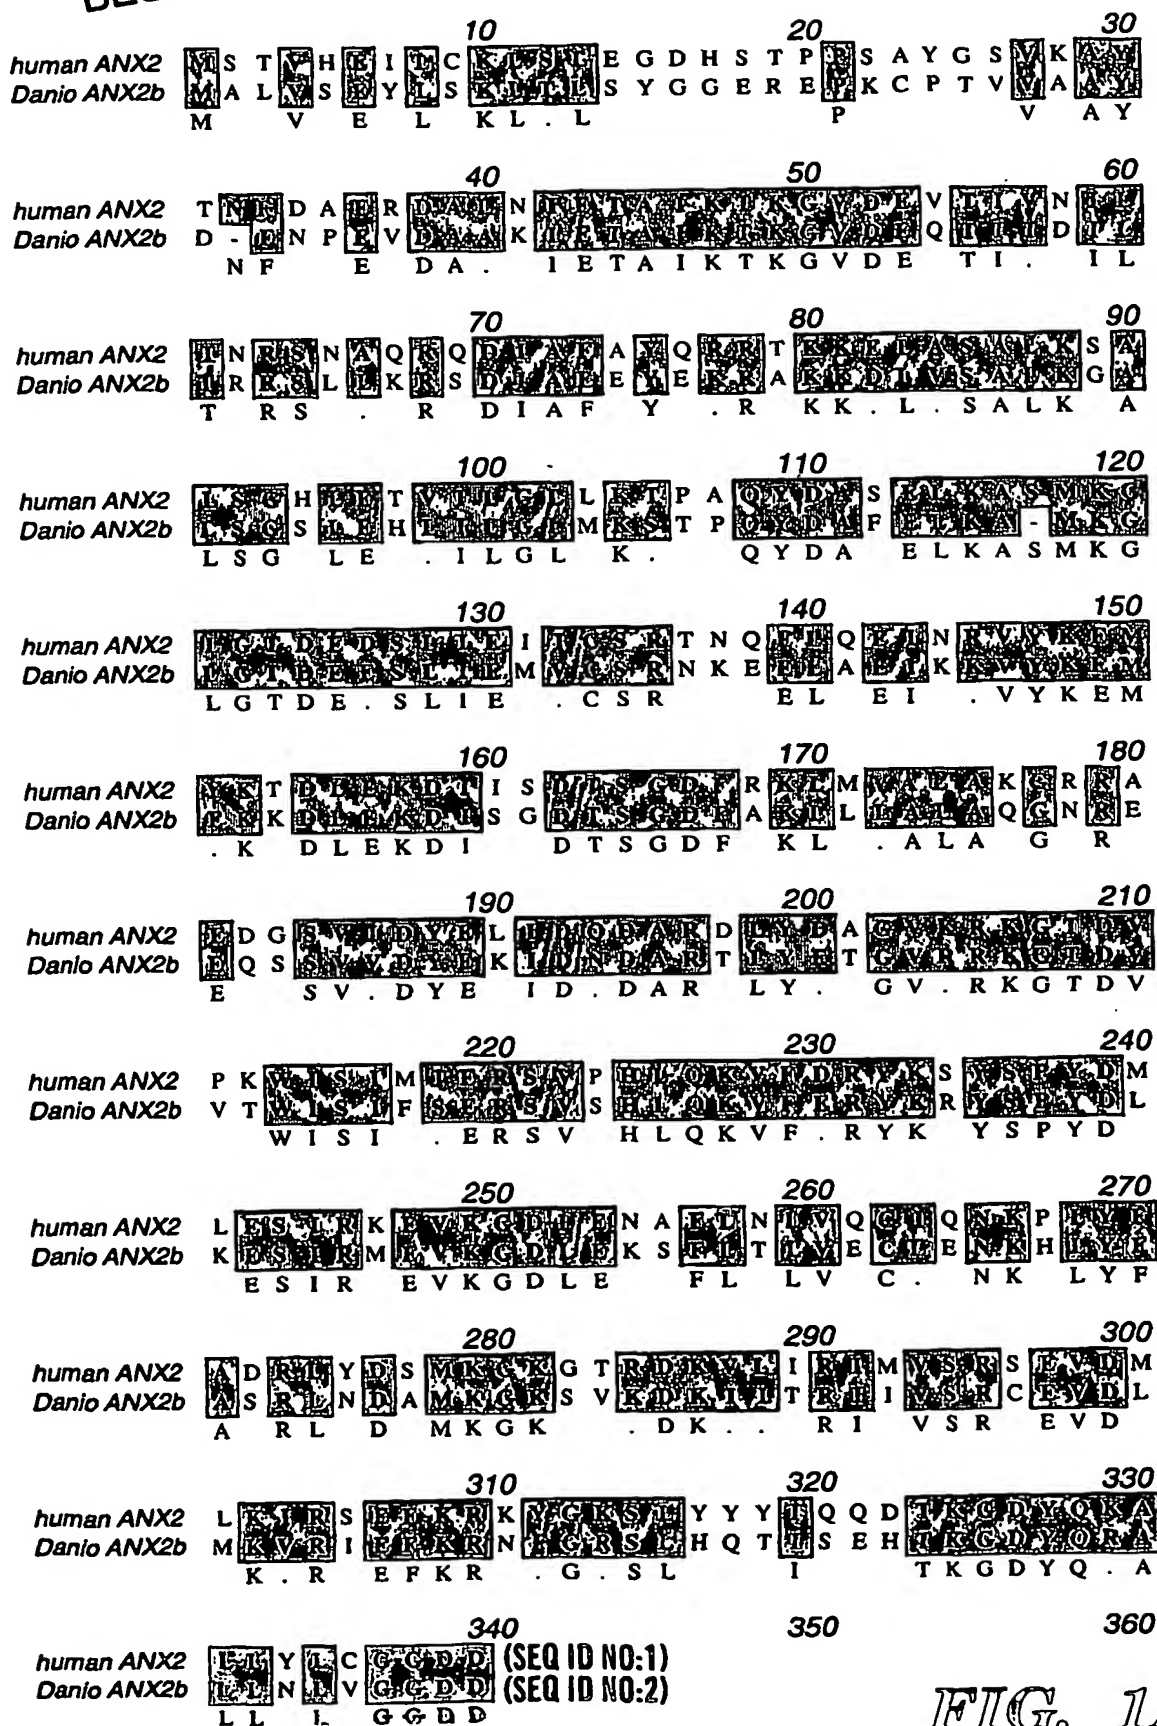 10 20 30
human ANX2 M S T V H E I L C K L S L E G D H S T P P S A Y G S V K A Y
Danio ANX2b M A L V S E Y L S K L T L S Y G G E R E P K C P T V V A A Y
M V E L K L . L P V A Y
40 50 60
human ANX2 T N F D A E R D A L N I E T A I K T K G V D E V T I V N I L
Danio ANX2b D - F N P E V D A A K I E T A I K T K G V D E Q T I I D I L
N F E D A . I E T A I K T K G V D E T I . I L
70 80 90
human ANX2 T N R S N A Q R Q D I A F A Y Q R R T K K E L A S A L K S A
Danio ANX2b T R R S L L K R S D I A F E Y E K R A K K D L V S A L K G A
T R S . R D I A F Y . R K K . L . S A L K A
100 110 120
human ANX2 L S G H L E T V I L G L L K T P A Q Y D A S E L K A S M K G
Danio ANX2b L S G S L E H L I L G L M K S T P Q Y D A F E L K A - M K G
L S G L E . I L G L K . Q Y D A E L K A S M K G
130 140 150
human ANX2 L G T D E D S L I E I I C S R T N Q E L Q E I N R V Y K E M
Danio ANX2b L G T D E E S L I E M V C S R N K E E L A E I K K V Y K E M
L G T D E . S L I E . C S R E L E I . V Y K E M
160 170 180
human ANX2 Y K T D L E K D I I S D T S G D F R K L M V A L A K G R R A
Danio ANX2b F K K D L E K D I S G D T S G D F A K L L L A L A Q G N R E
. K D L E K D I D T S G D F K L . A L A G R
190 200 210
human ANX2 E D G S V I D Y E L I D Q D A R D L Y D A G V K R K G T D V
Danio ANX2b E Q S S V V D Y E K I D N D A R T L Y E T G V R R K G T D V
E S V . D Y E I D . D A R L Y . G V . R K G T D V
220 230 240
human ANX2 P K W I S I M T E R S V P H L Q K V F D R Y K S Y S P Y D M
Danio ANX2b V T W I S I F S E R S V S H L Q K V F K R Y K R Y S P Y D L
W I S I . E R S V H L Q K V F . R Y K Y S P Y D
250 260 270
human ANX2 L E S I R K E V K G D L E N A F L N L V Q C I Q N K P L Y F
Danio ANX2b K E S I R M E V K G D L E K S F L T L V E C L E N K H L Y F
E S I R E V K G D L E F L L V C . N K L Y F
280 290 300
human ANX2 A D R L Y D S M K G K G T R D K V L I R I M V S R S E V D M
Danio ANX2b A S R L N D A M K G K S V K D K I I T R I I V S R C E V D L
A R L D M K G K . D K . . R I V S R E V D
310 320 330
human ANX2 L K I R S E F K R K Y G K S L Y Y Y I Q Q D T K G D Y Q K A
Danio ANX2b M K V R I E F K R N F G R S L H Q T I S E H T K G D Y Q R A
K . R E F K R . G . S L I T K G D Y Q . A
340 350 360
human ANX2 L L Y L C G G D D (SEQ ID NO:1)
Danio ANX2b L L N L V G G D D (SEQ ID NO:2)
L L L G G D D
FIG. 1